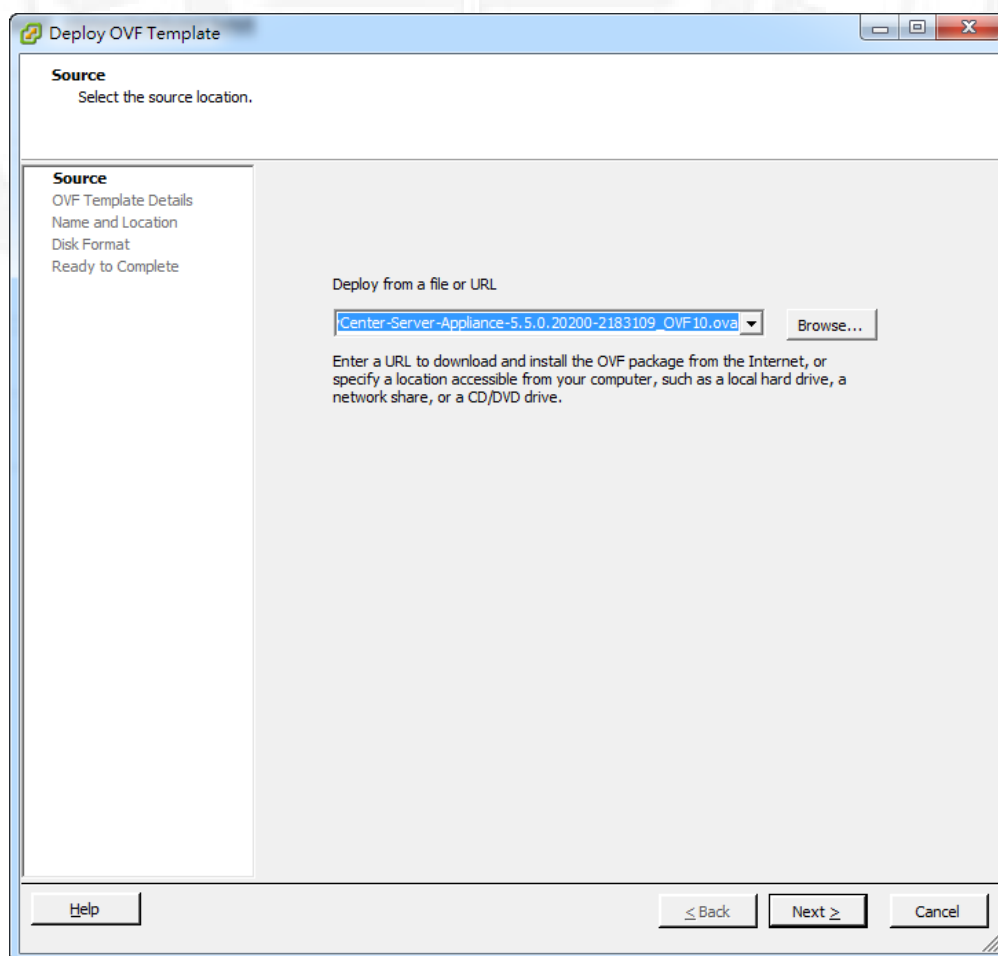 Deploy OVF Template
Source
Select the source location.
Source
OVF Template Details
Name and Location
Disk Format
Ready to Complete
Deploy from a file or URL
Center-Server-Appliance-5.5.0.20200-2183109_OVF10.ova
Browse...
Enter a URL to download and install the OVF package from the Internet, or
specify a location accessible from your computer, such as a local hard drive, a
network share, or a CD/DVD drive.
Help
< Back
Next >
Cancel